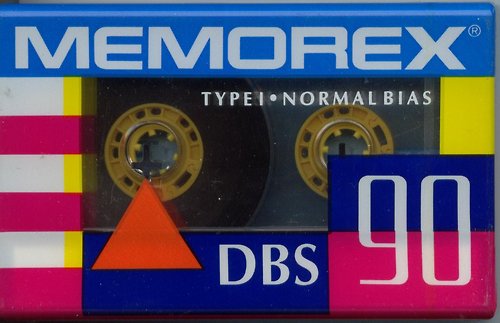 MEMOREX®
TYPE I • NORMAL BIAS
DBS 90